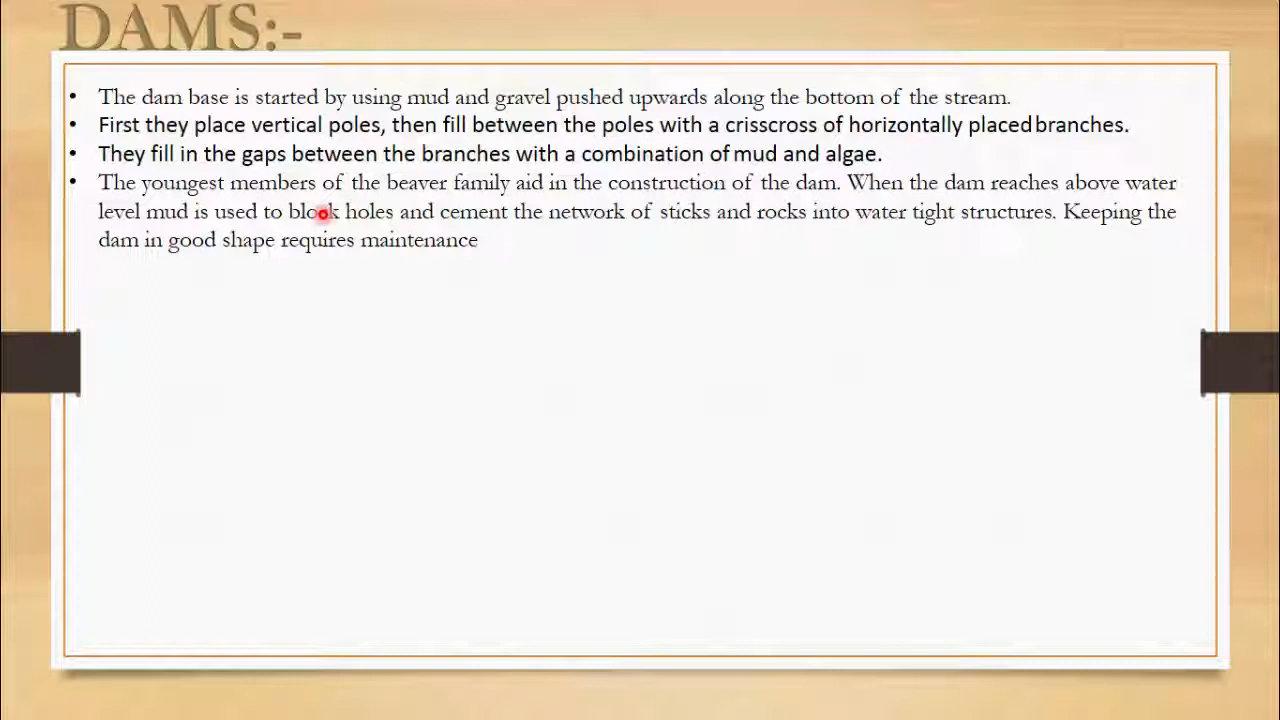 DAMS:-
• The dam base is started by using mud and gravel pushed upwards along the bottom of the stream.
• First they place vertical poles, then fill between the poles with a crisscross of horizontally placed branches.
• They fill in the gaps between the branches with a combination of mud and algae.
• The youngest members of the beaver family aid in the construction of the dam. When the dam reaches above water
level mud is used to block holes and cement the network of sticks and rocks into water tight structures. Keeping the
dam in good shape requires maintenance